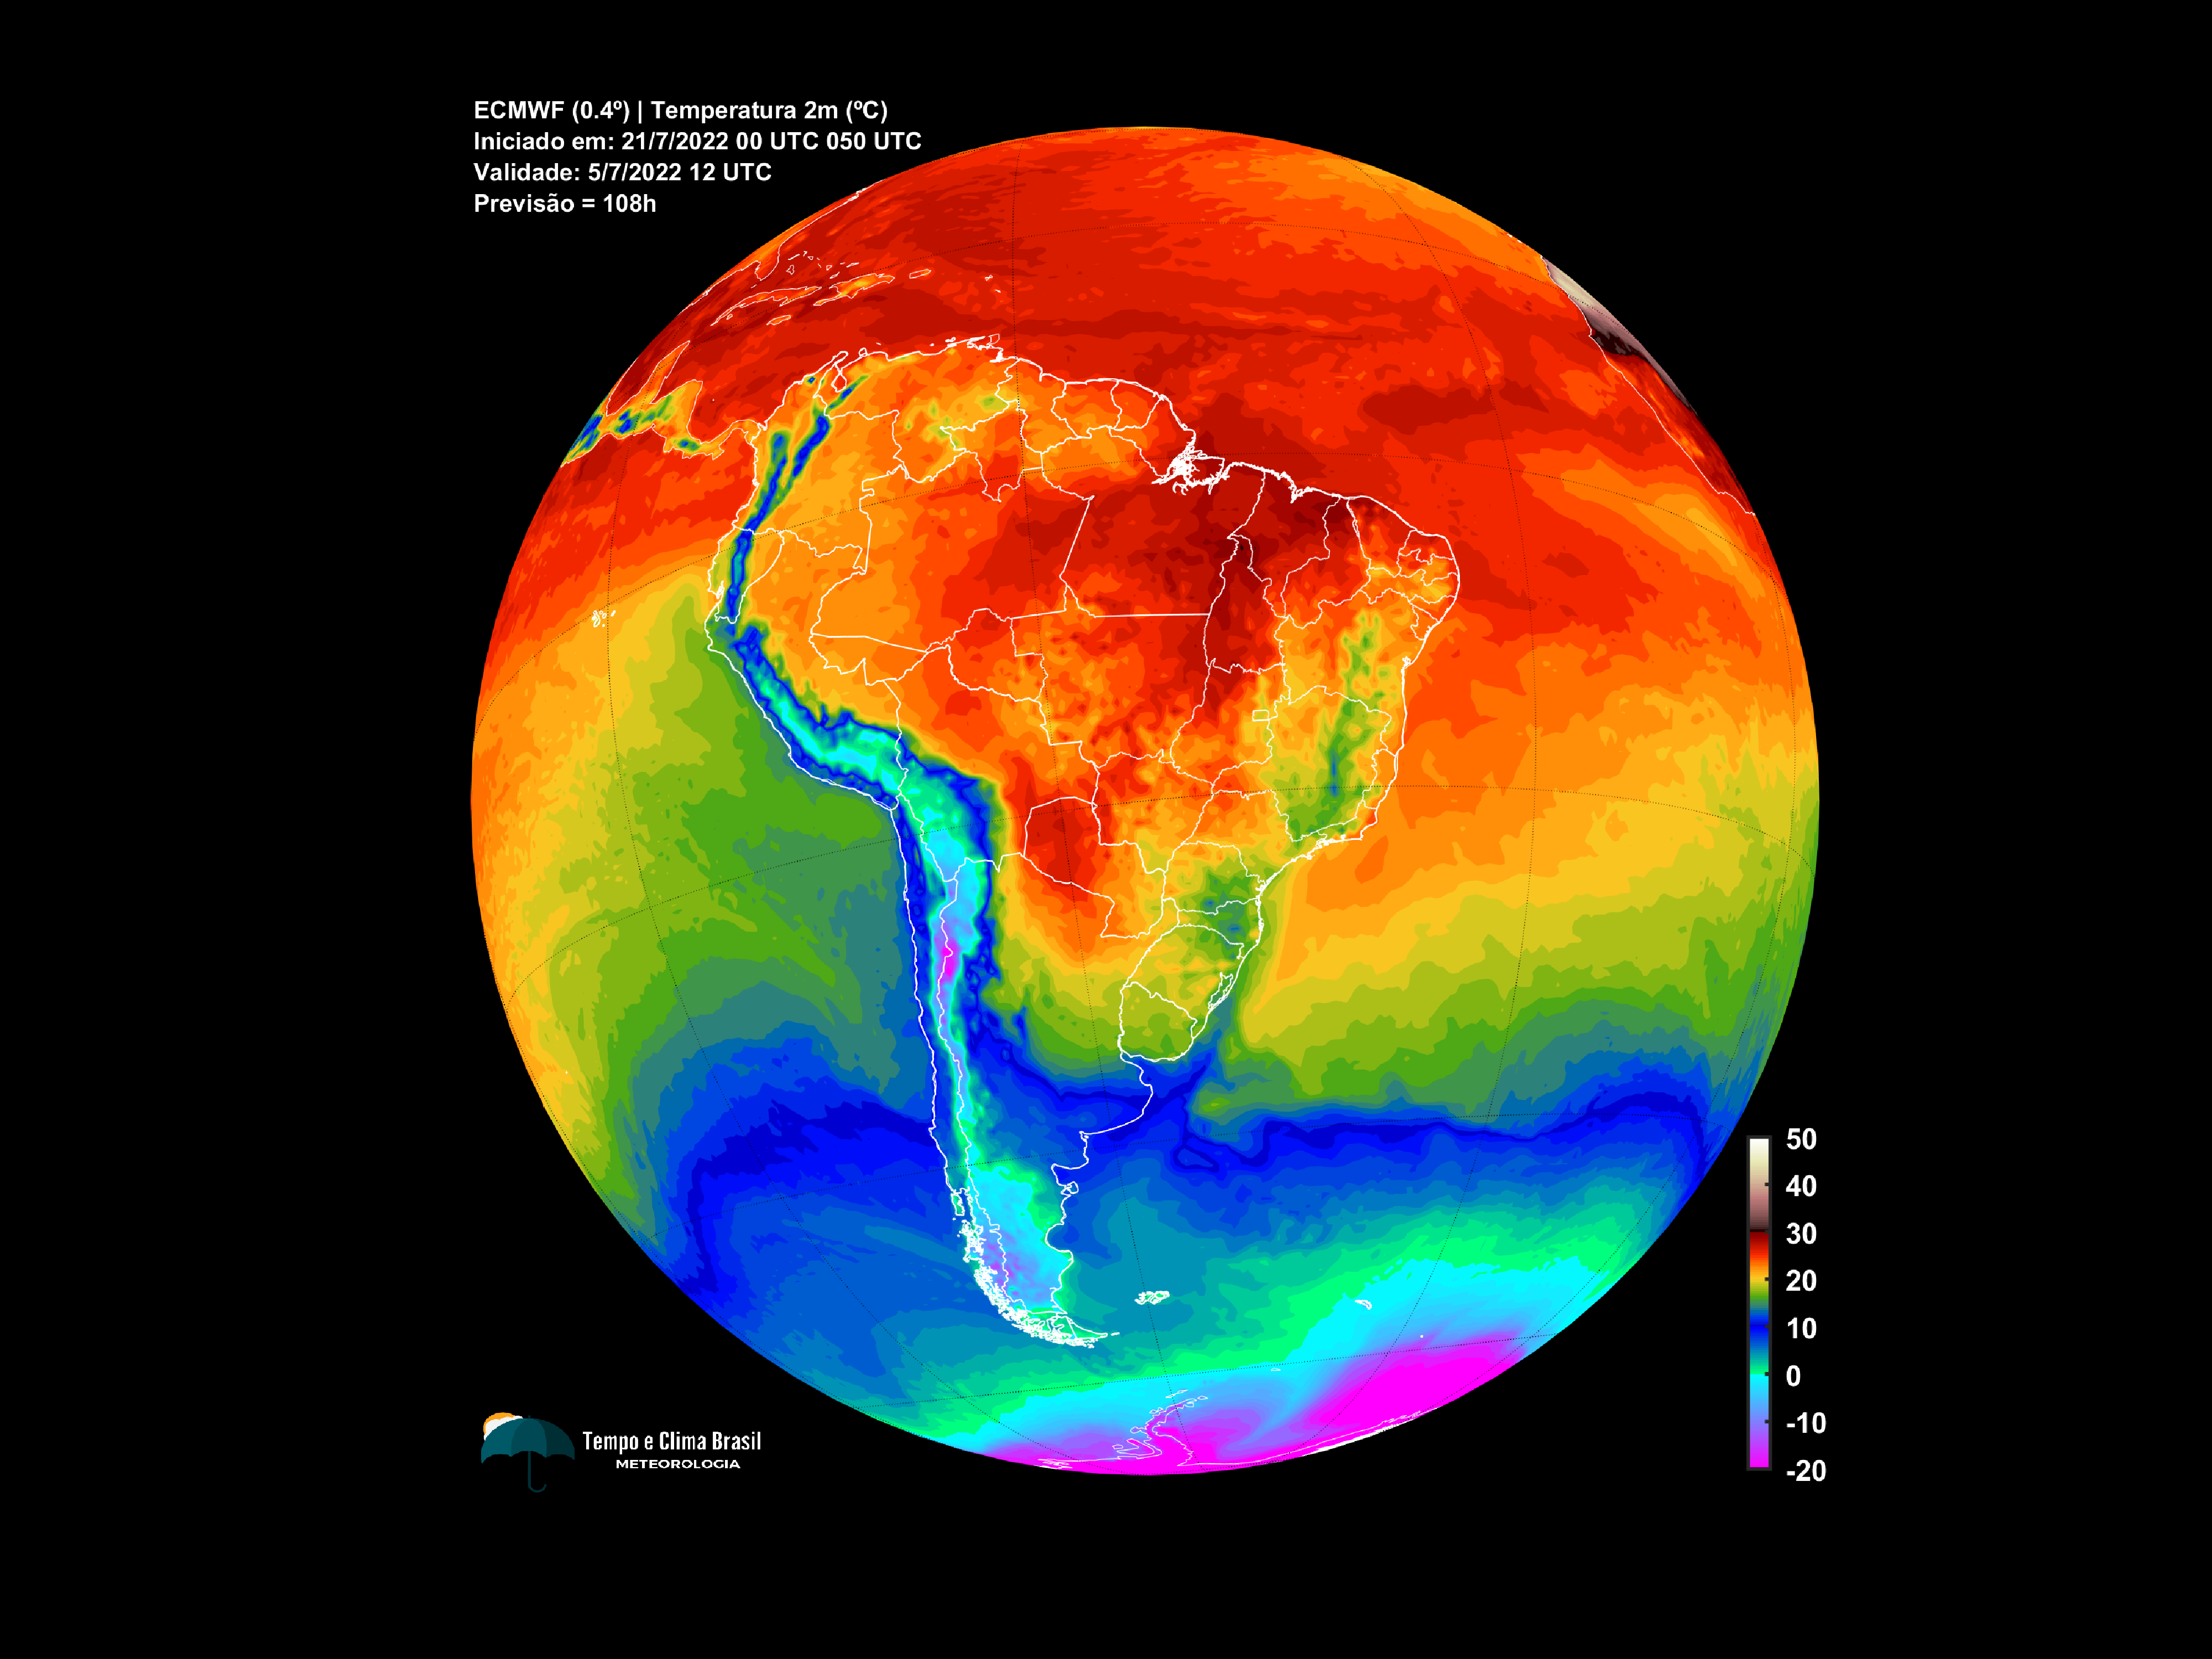 ECMWF (0.4º) | Temperatura 2m (ºC)
Iniciado em: 21/7/2022 00 UTC 050 UTC
Validade: 5/7/2022 12 UTC
Previsão = 108h
50
40
30
20
10
0
-10
-20
Tempo e Clima Brasil
METEOROLOGIA